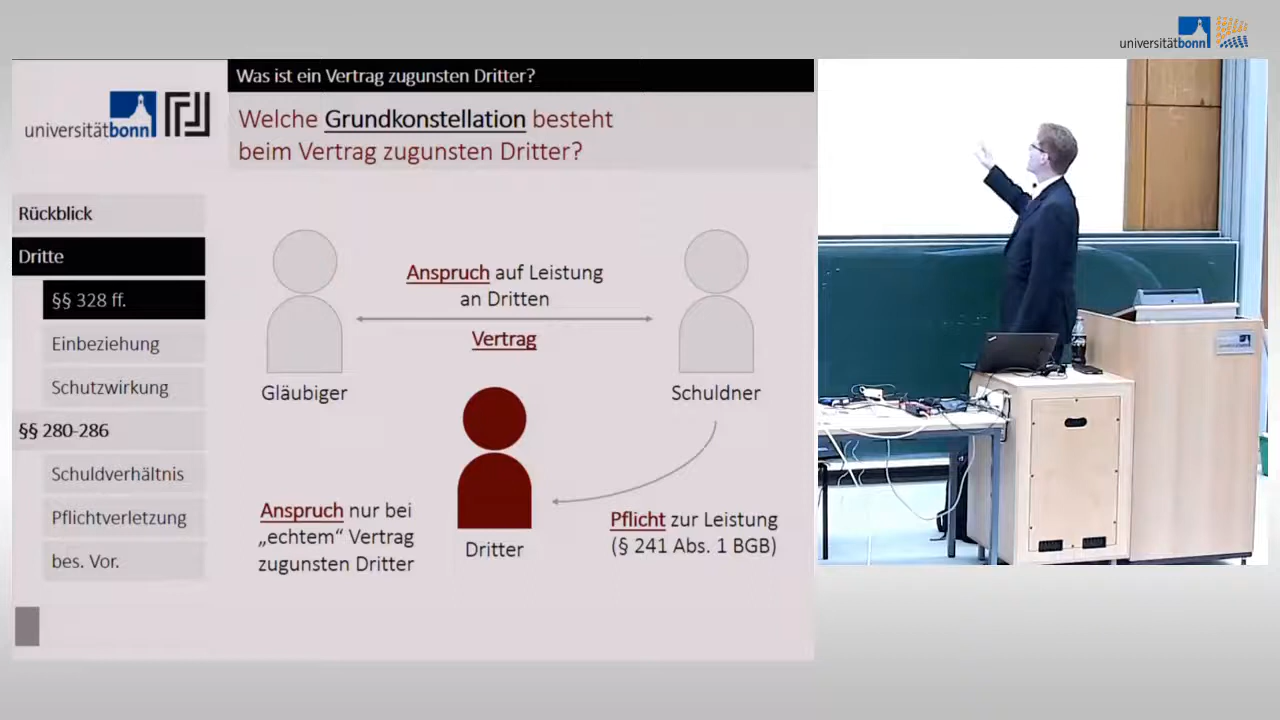 universitätbonn
universitätbonn
Was ist ein Vertrag zugunsten Dritter?
Welche Grundkonstellation besteht
beim Vertrag zugunsten Dritter?
Rückblick
Dritte
§§ 328 ff.
Einbeziehung
Schutzwirkung
§§ 280-286
Schuldverhältnis
Pflichtverletzung
bes. Vor.
Anspruch auf Leistung
an Dritten
Vertrag
Gläubiger
Schuldner
Anspruch nur bei
„echtem“ Vertrag
zugunsten Dritter
Dritter
Pflicht zur Leistung
(§ 241 Abs. 1 BGB)